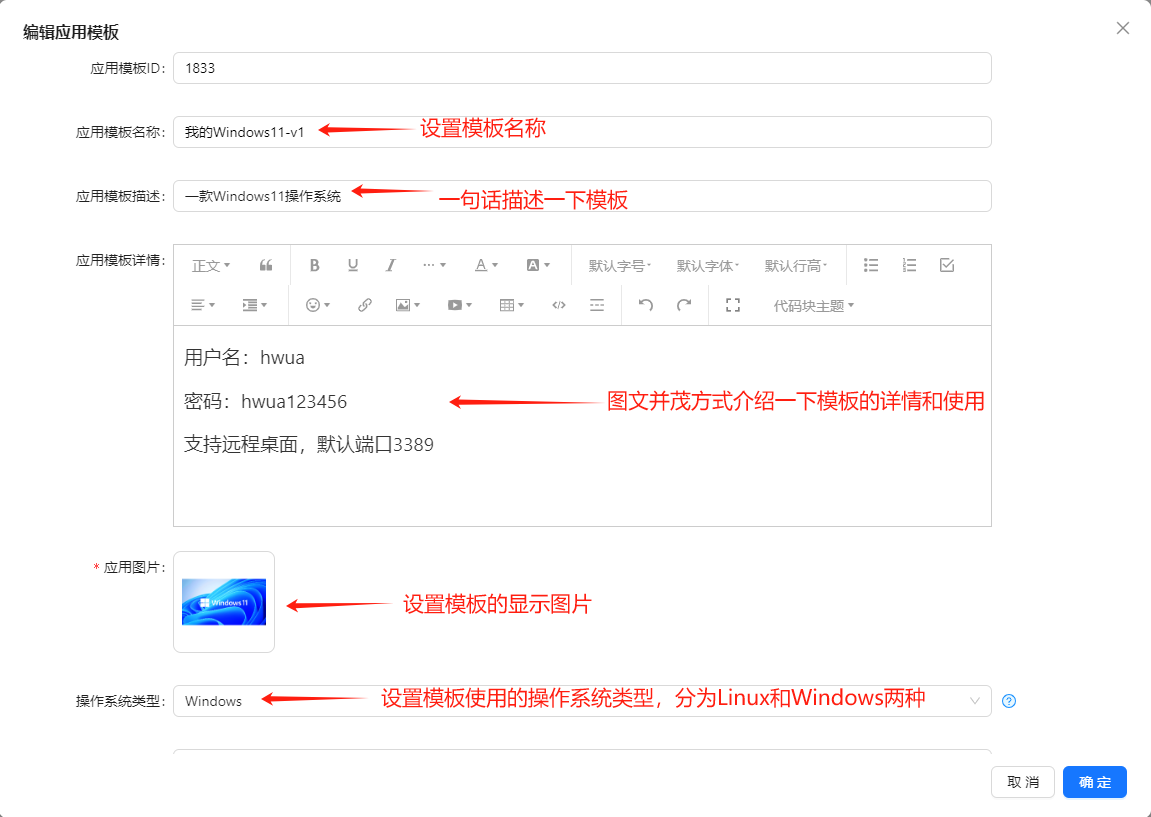 编辑应用模板
应用模板ID： 1833
应用模板名称： 我的Windows11-v1 设置模板名称
应用模板描述： 一款Windows11操作系统 一句话描述一下模板
应用模板详情： 正文 B U I A A 默认字号 默认字体 默认行高
代码块主题
用户名：hwua
密码：hwua123456 图文并茂方式介绍一下模板的详情和使用
支持远程桌面，默认端口3389
* 应用图片： Windows 11 设置模板的显示图片
操作系统类型： Windows 设置模板使用的操作系统类型，分为Linux和Windows两种
取 消 确 定